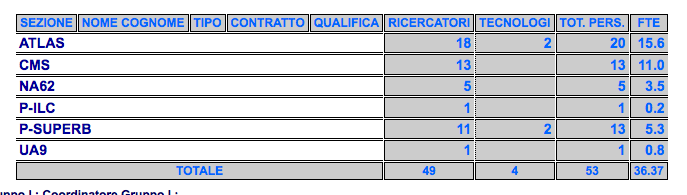 SEZIONE NOME COGNOME TIPO CONTRATTO QUALIFICA RICERCATORI TECNOLOGI TOT. PERS. FTE
ATLAS 18 2 20 15.6
CMS 13 13 11.0
NA62 5 5 3.5
P-ILC 1 1 0.2
P-SUPERB 11 2 13 5.3
UA9 1 1 0.8
TOTALE 49 4 53 36.37
uppo I : Coordinatore Gruppo I :